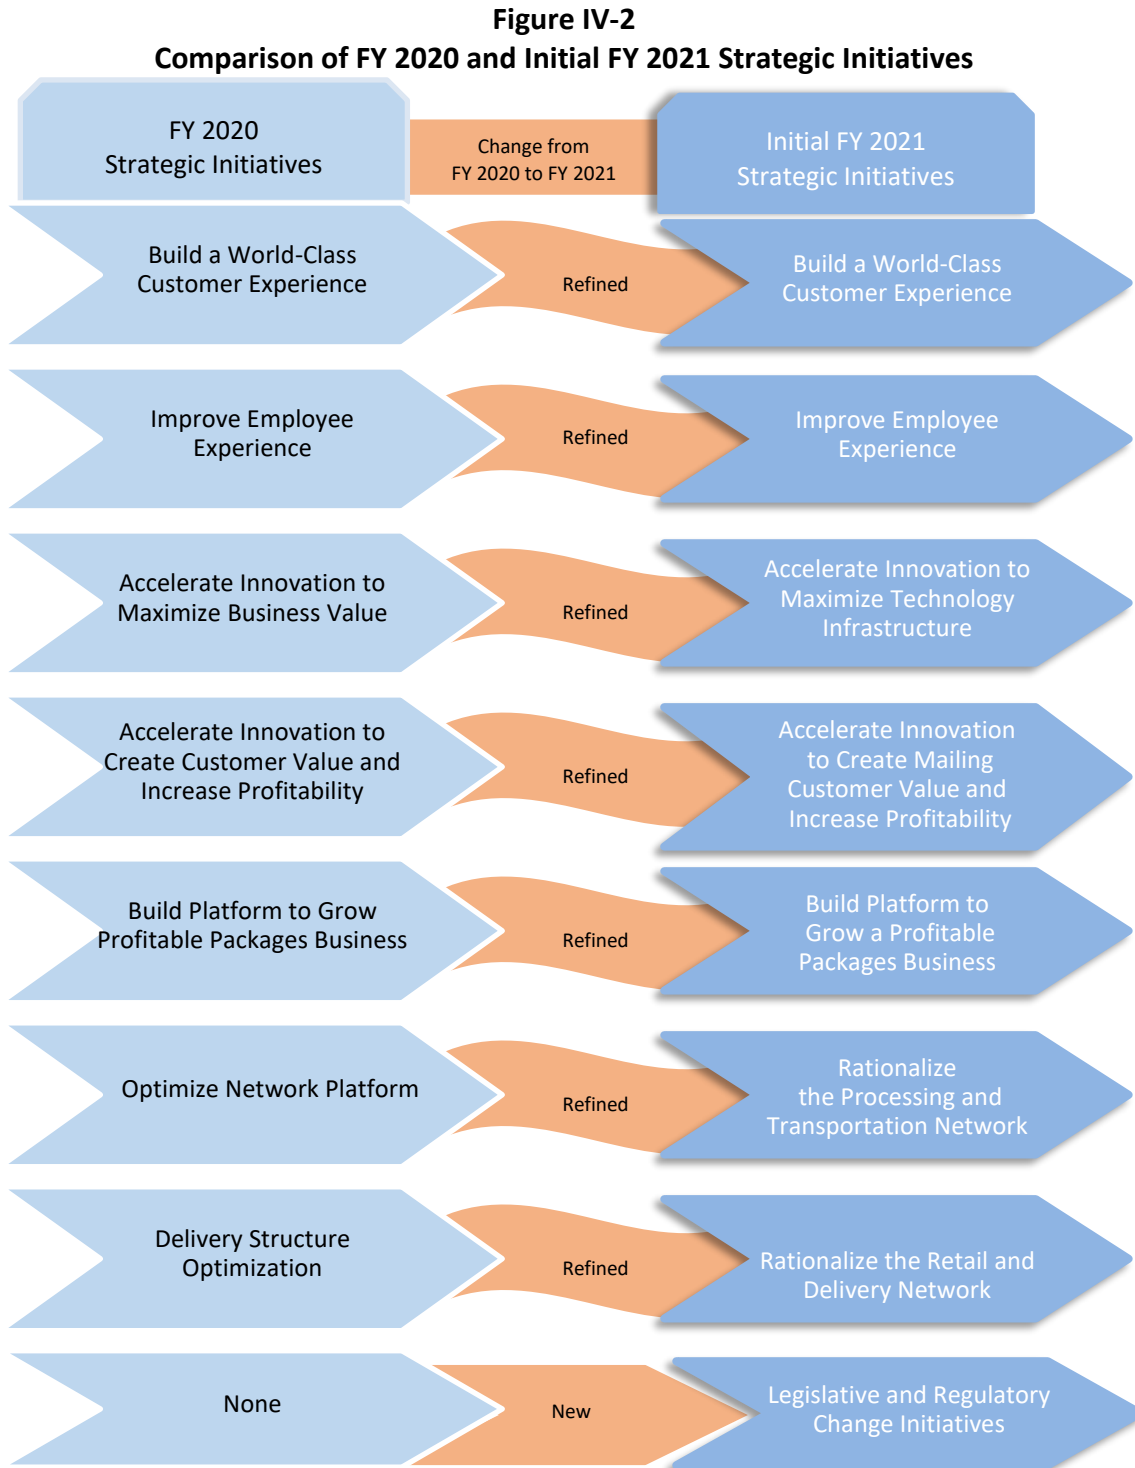 Figure IV-2
Comparison of FY 2020 and Initial FY 2021 Strategic Initiatives
FY 2020
Strategic Initiatives
Change from
FY 2020 to FY 2021
Initial FY 2021
Strategic Initiatives
Build a World-Class
Customer Experience
Refined
Build a World-Class
Customer Experience
Improve Employee
Experience
Refined
Improve Employee
Experience
Accelerate Innovation to
Maximize Business Value
Refined
Accelerate Innovation to
Maximize Technology
Infrastructure
Accelerate Innovation to
Create Customer Value and
Increase Profitability
Refined
Accelerate Innovation
to Create Mailing
Customer Value and
Increase Profitability
Build Platform to Grow
Profitable Packages Business
Refined
Build Platform to
Grow a Profitable
Packages Business
Optimize Network Platform
Refined
Rationalize
the Processing and
Transportation Network
Delivery Structure
Optimization
Refined
Rationalize the Retail and
Delivery Network
None
New
Legislative and Regulatory
Change Initiatives